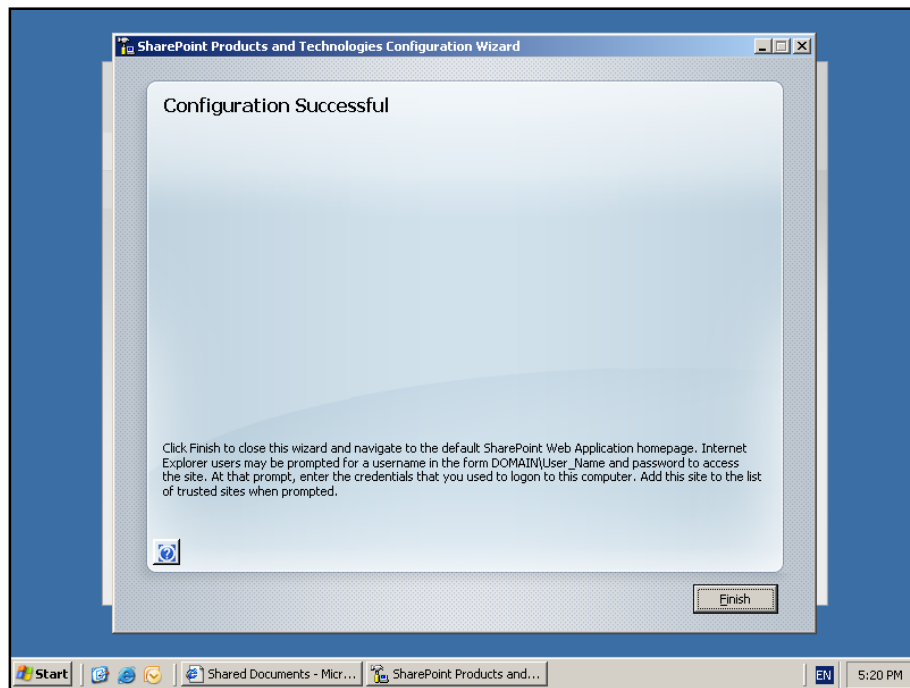 SharePoint Products and Technologies Configuration Wizard
Configuration Successful
Click Finish to close this wizard and navigate to the default SharePoint Web Application homepage. Internet
Explorer users may be prompted for a username in the form DOMAIN\User_Name and password to access
the site. At that prompt, enter the credentials that you used to logon to this computer. Add this site to the list
of trusted sites when prompted.
Finish
Start
Shared Documents - Micr...
SharePoint Products and...
EN
5:20 PM